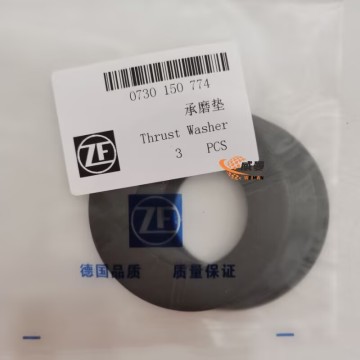 0730 150 774
承磨垫
Thrust Washer
3 PCS
ZF
ZF
德国品质 质量保证